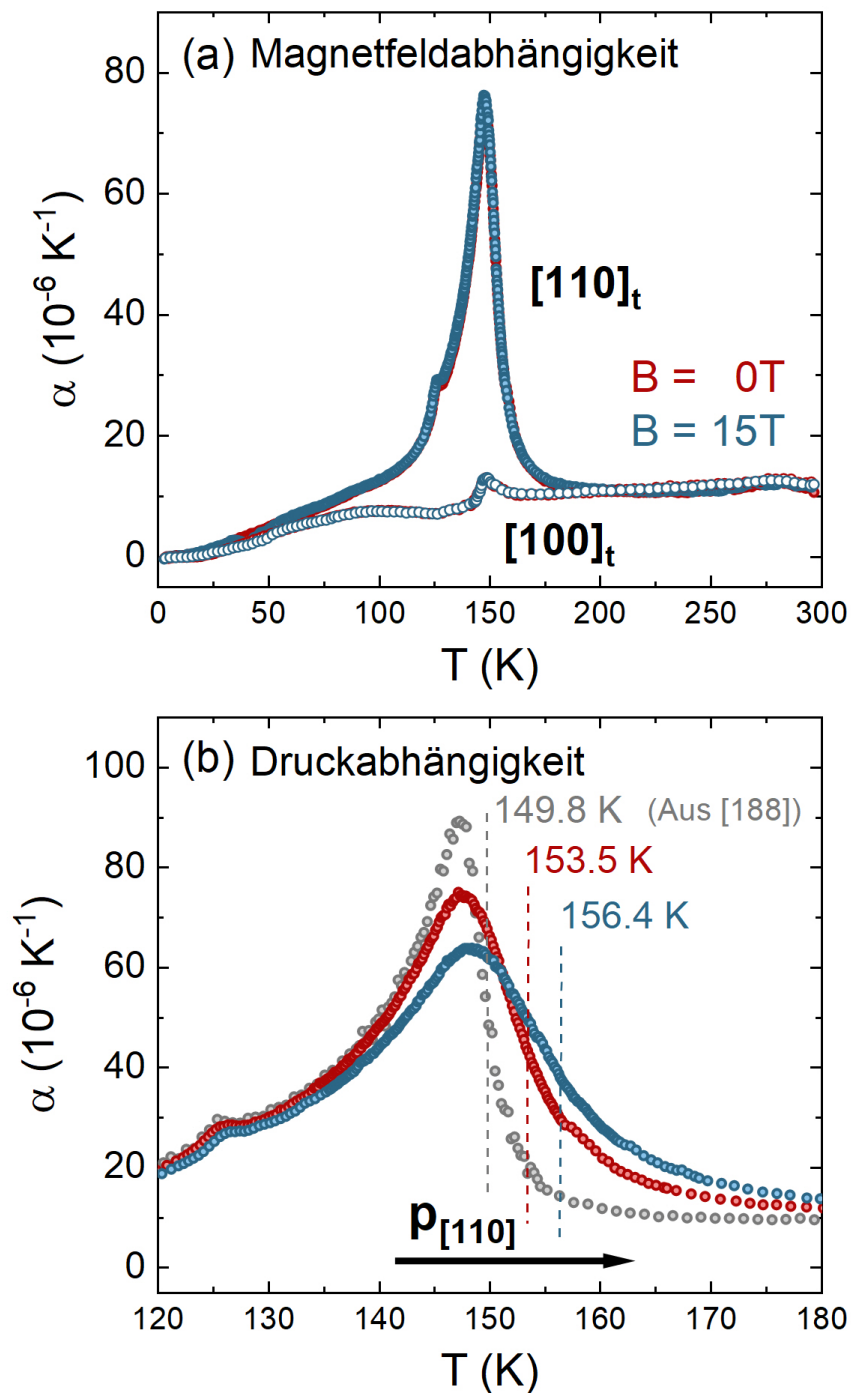 (a) Magnetfeldabhängigkeit
80
60
40
20
0
α (10⁻⁶ K⁻¹)
[110]ₜ
B = 0T
B = 15T
[100]ₜ
0 50 100 150 200 250 300
T (K)
(b) Druckabhängigkeit
100
80
60
40
20
0
α (10⁻⁶ K⁻¹)
149.8 K (Aus [188])
153.5 K
156.4 K
p[110]
120 130 140 150 160 170 180
T (K)